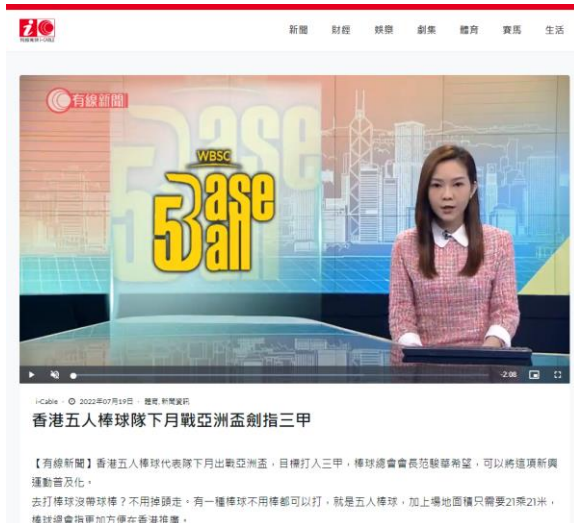 新聞 財經 娛樂 劇集 體育 賽馬 生活
有線新聞
WBSC
Base
5
Ball
-2:08
i-Cable · 2022年07月19日 · 體育, 新聞資訊
香港五人棒球隊下月戰亞洲盃劍指三甲
【有線新聞】香港五人棒球代表隊下月出戰亞洲盃，目標打入三甲，棒球總會會長范駿華希望，可以將這項新興
運動普及化。
去打棒球沒帶球棒？不用掉頭走。有一種棒球不用棒都可以打，就是五人棒球，加上場地面積只需要21乘21米，
棒球總會指更加方便在香港推廣。